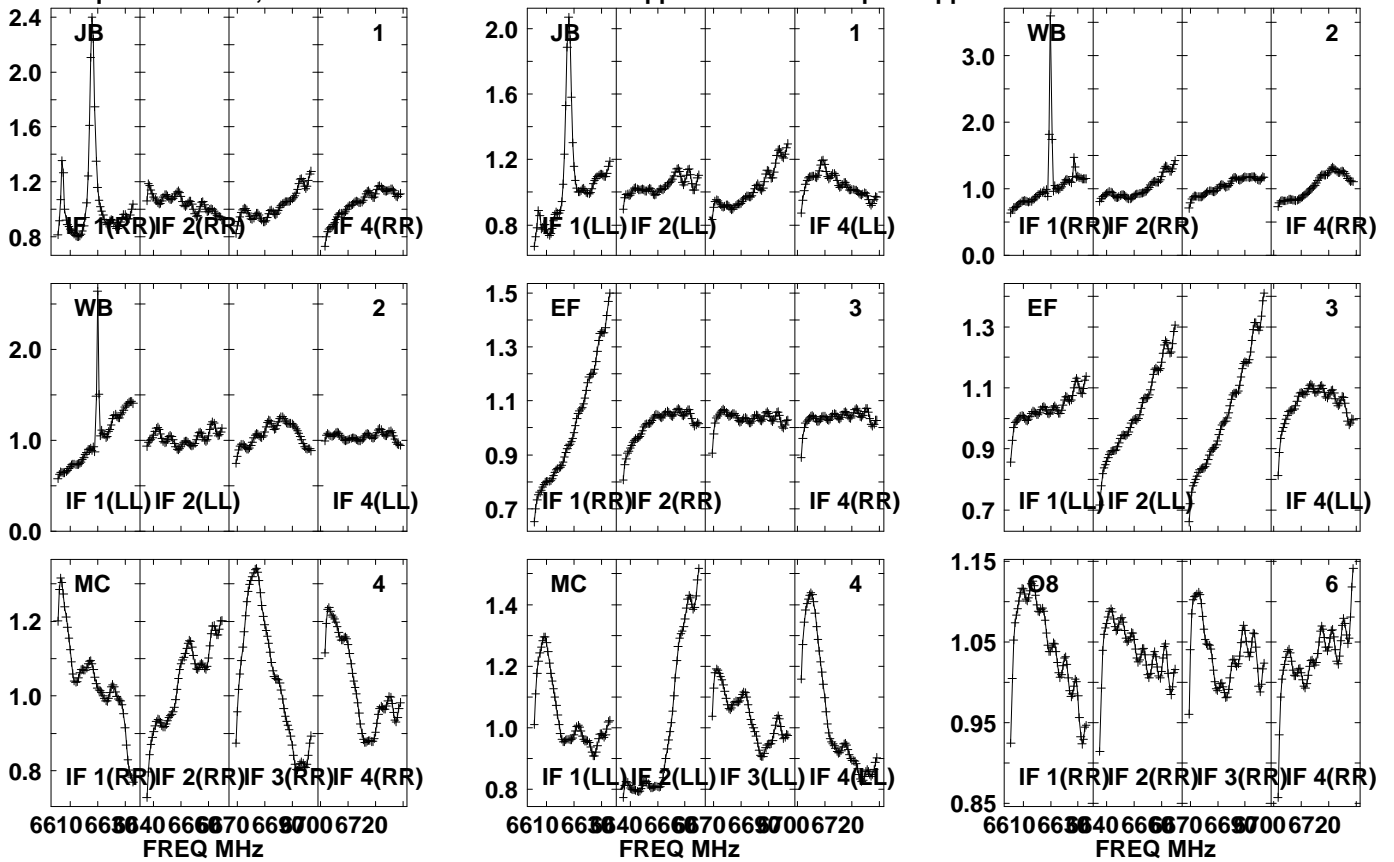 JB 1
2.4
2.0
1.6
1.2
0.8
IF 1(RR) IF 2(RR) IF 4(RR)
JB 1
2.0
1.6
1.2
0.8
IF 1(LL) IF 2(LL) IF 4(LL)
WB 2
3.0
2.0
1.0
0.0
IF 1(RR) IF 2(RR) IF 4(RR)
WB 2
2.0
1.0
0.0
IF 1(LL) IF 2(LL) IF 4(LL)
EF 3
1.5
1.3
1.1
0.9
0.7
IF 1(RR) IF 2(RR) IF 4(RR)
EF 3
1.3
1.1
0.9
0.7
IF 1(LL) IF 2(LL) IF 4(LL)
MC 4
1.2
1.0
0.8
IF 1(RR) IF 2(RR) IF 3(RR) IF 4(RR)
MC 4
1.4
1.2
1.0
0.8
IF 1(LL) IF 2(LL) IF 3(LL) IF 4(LL)
O8 6
1.15
1.05
0.95
0.85
IF 1(RR) IF 2(RR) IF 3(RR) IF 4(RR)
6610 6720
FREQ MHz
6610 6720
FREQ MHz
6610 6720
FREQ MHz